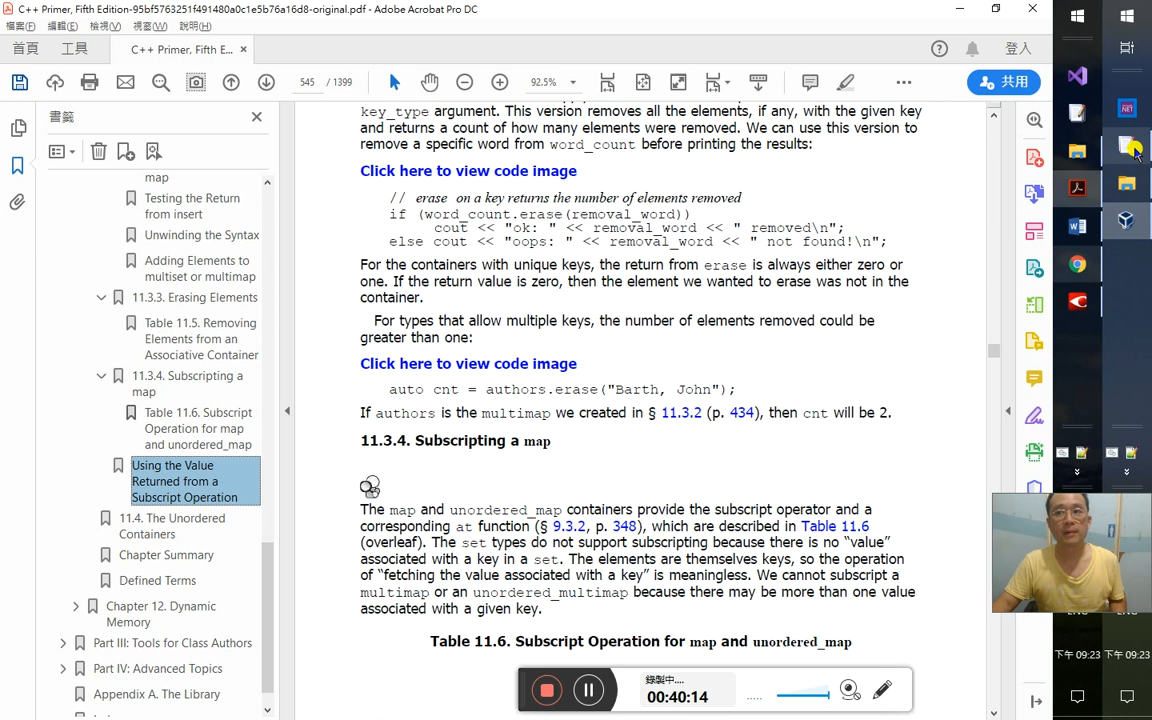 C++ Primer, Fifth Edition-95bf5763251f491480a0c1e5b76a16d8-original.pdf - Adobe Acrobat Pro DC
檔案(F) 編輯(E) 檢視(V) 視窗(W) 說明(H)
首頁 工具 C++ Primer, Fifth E... ×
登入
545 / 1399 92.5% 共用
書籤
map
Testing the Return
from insert
Unwinding the Syntax
Adding Elements to
multiset or multimap
11.3.3. Erasing Elements
Table 11.5. Removing
Elements from an
Associative Container
11.3.4. Subscripting a
map
Table 11.6. Subscript
Operation for map
and unordered_map
Using the Value
Returned from a
Subscript Operation
11.4. The Unordered
Containers
Chapter Summary
Defined Terms
Chapter 12. Dynamic
Memory
Part III: Tools for Class Authors
Part IV: Advanced Topics
Appendix A. The Library
key_type argument. This version removes all the elements, if any, with the given key
and returns a count of how many elements were removed. We can use this version to
remove a specific word from word_count before printing the results:
Click here to view code image
// erase on a key returns the number of elements removed
if (word_count.erase(removal_word))
cout << "ok: " << removal_word << " removed\n";
else cout << "oops: " << removal_word << " not found!\n";
For the containers with unique keys, the return from erase is always either zero or
one. If the return value is zero, then the element we wanted to erase was not in the
container.
For types that allow multiple keys, the number of elements removed could be
greater than one:
Click here to view code image
auto cnt = authors.erase("Barth, John");
If authors is the multimap we created in § 11.3.2 (p. 434), then cnt will be 2.
11.3.4. Subscripting a map
The map and unordered_map containers provide the subscript operator and a
corresponding at function (§ 9.3.2, p. 348), which are described in Table 11.6
(overleaf). The set types do not support subscripting because there is no “value”
associated with a key in a set. The elements are themselves keys, so the operation
of “fetching the value associated with a key” is meaningless. We cannot subscript a
multimap or an unordered_multimap because there may be more than one value
associated with a given key.
Table 11.6. Subscript Operation for map and unordered_map
錄製中....
00:40:14
.NET
下午 09:23 下午 09:23